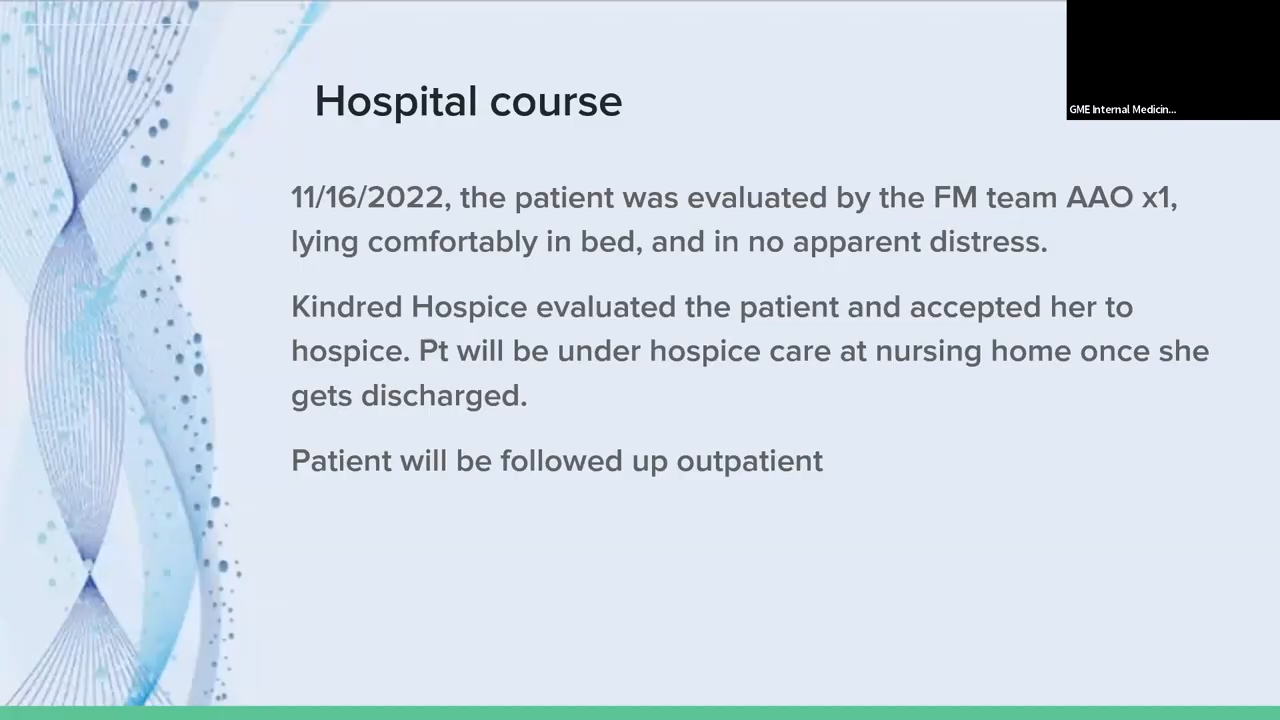 Hospital course
GME Internal Medicin...
11/16/2022, the patient was evaluated by the FM team AAO x1,
lying comfortably in bed, and in no apparent distress.
Kindred Hospice evaluated the patient and accepted her to
hospice. Pt will be under hospice care at nursing home once she
gets discharged.
Patient will be followed up outpatient